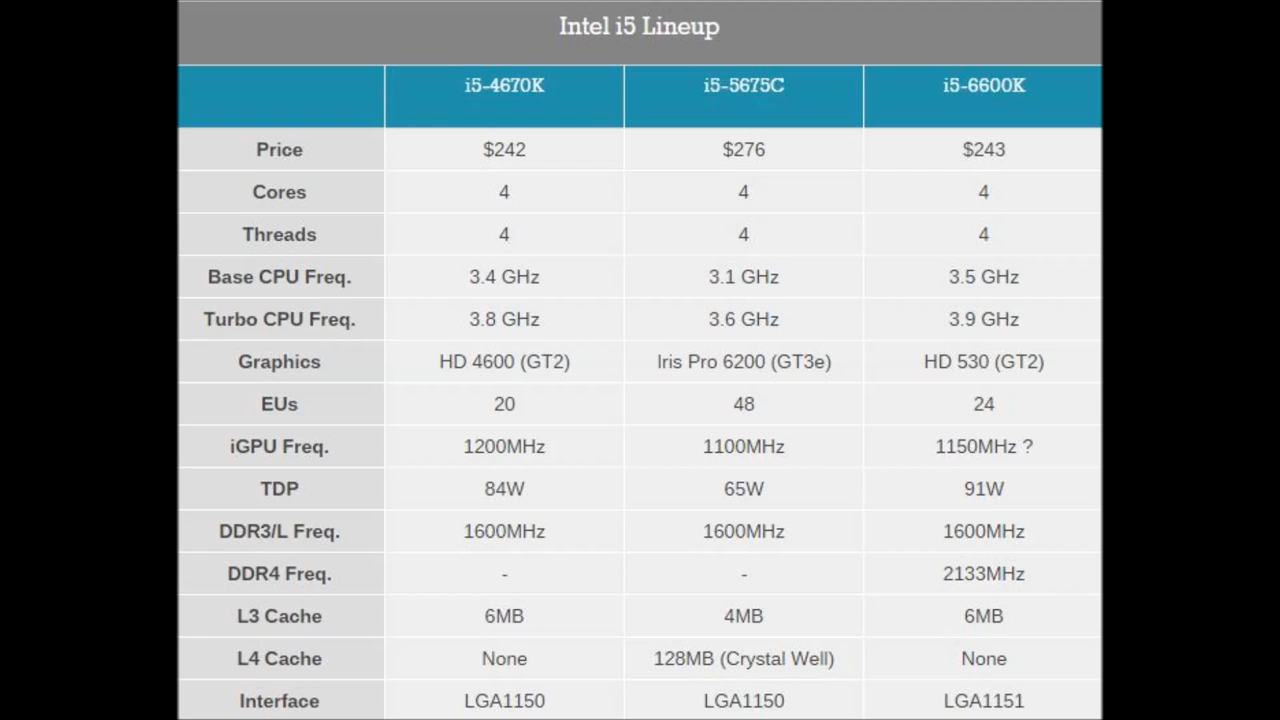 Intel i5 Lineup
i5-4670K i5-5675C i5-6600K
Price $242 $276 $243
Cores 4 4 4
Threads 4 4 4
Base CPU Freq. 3.4 GHz 3.1 GHz 3.5 GHz
Turbo CPU Freq. 3.8 GHz 3.6 GHz 3.9 GHz
Graphics HD 4600 (GT2) Iris Pro 6200 (GT3e) HD 530 (GT2)
EUs 20 48 24
iGPU Freq. 1200MHz 1100MHz 1150MHz ?
TDP 84W 65W 91W
DDR3/L Freq. 1600MHz 1600MHz 1600MHz
DDR4 Freq. - - 2133MHz
L3 Cache 6MB 4MB 6MB
L4 Cache None 128MB (Crystal Well) None
Interface LGA1150 LGA1150 LGA1151